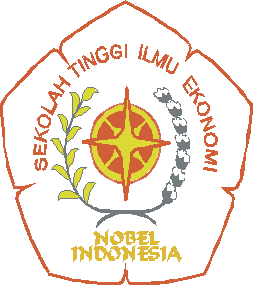 SEKOLAH TINGGI ILMU EKONOMI
NOBEL
INDONESIA